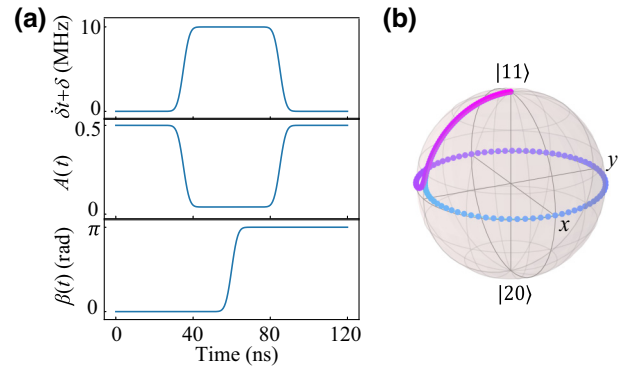 (a)
(b)
δ̇t+δ (MHz)
10
0
A(t)
0.5
0
β(t) (rad)
π
0
0
40
80
120
Time (ns)
|11⟩
y
x
|20⟩